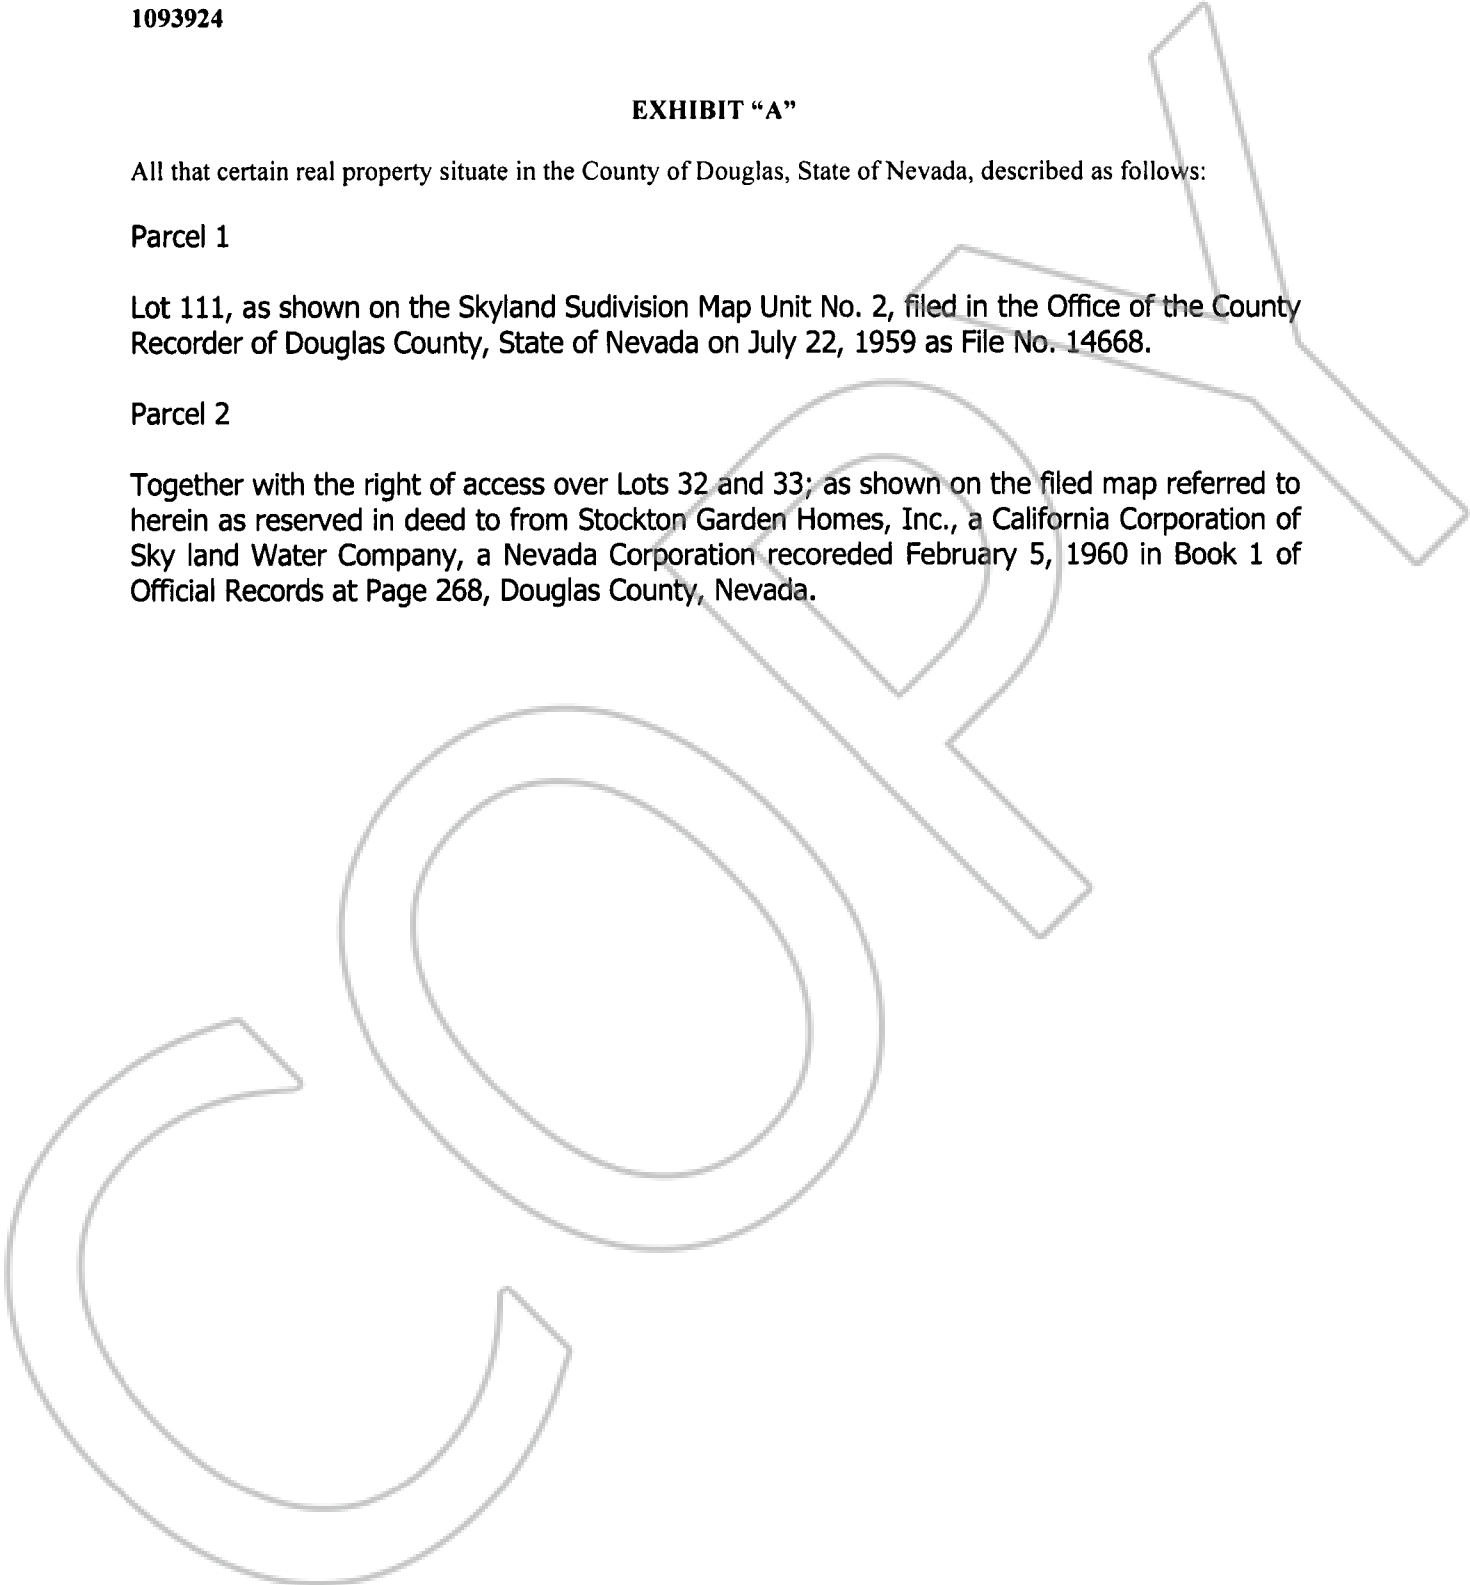 1093924
EXHIBIT “A”
All that certain real property situate in the County of Douglas, State of Nevada, described as follows:
Parcel 1
Lot 111, as shown on the Skyland Sudivision Map Unit No. 2, filed in the Office of the County
Recorder of Douglas County, State of Nevada on July 22, 1959 as File No. 14668.
Parcel 2
Together with the right of access over Lots 32 and 33; as shown on the filed map referred to
herein as reserved in deed to from Stockton Garden Homes, Inc., a California Corporation of
Sky land Water Company, a Nevada Corporation recoreded February 5, 1960 in Book 1 of
Official Records at Page 268, Douglas County, Nevada.
COPY